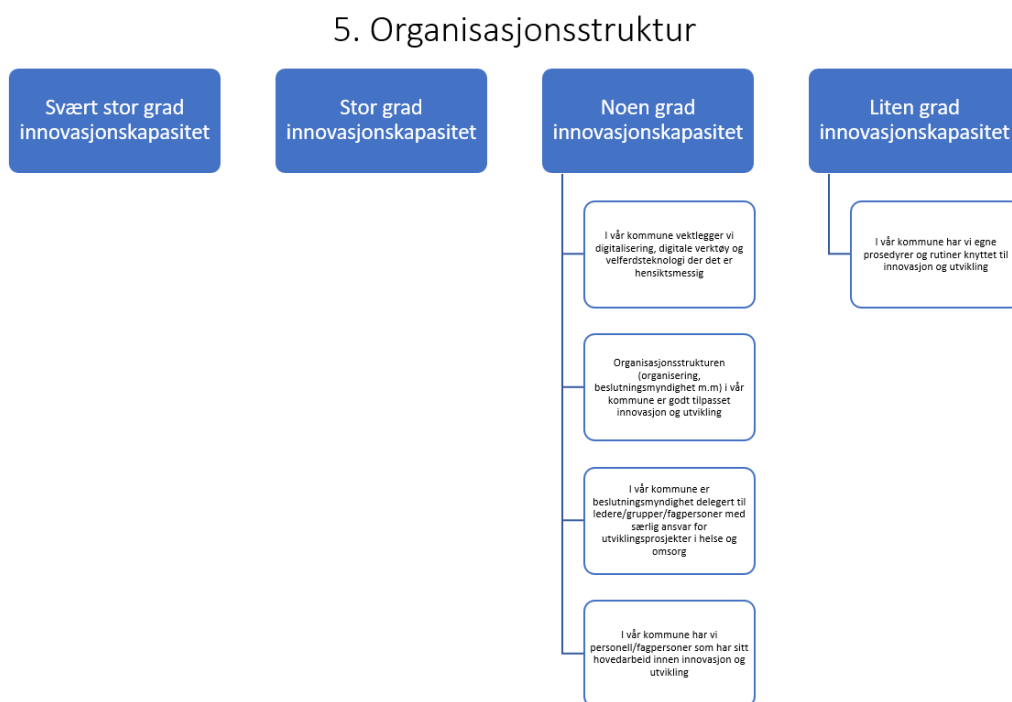 5. Organisasjonsstruktur
Svært stor grad
innovasjonskapasitet
Stor grad
innovasjonskapasitet
Noen grad
innovasjonskapasitet
Liten grad
innovasjonskapasitet
I vår kommune vektlegger vi
digitalisering, digitale verktøy og
velferdsteknologi der det er
hensiktsmessig
Organisasjonsstrukturen
(organisering,
beslutningsmyndighet m.m) i vår
kommune er godt tilpasset
innovasjon og utvikling
I vår kommune er
beslutningsmyndighet delegert til
ledere/grupper/fagpersoner med
særlig ansvar for
utviklingsprosjekter i helse og
omsorg
I vår kommune har vi
personell/fagpersoner som har sitt
hovedarbeid innen innovasjon og
utvikling
I vår kommune har vi egne
prosedyrer og rutiner knyttet til
innovasjon og utvikling